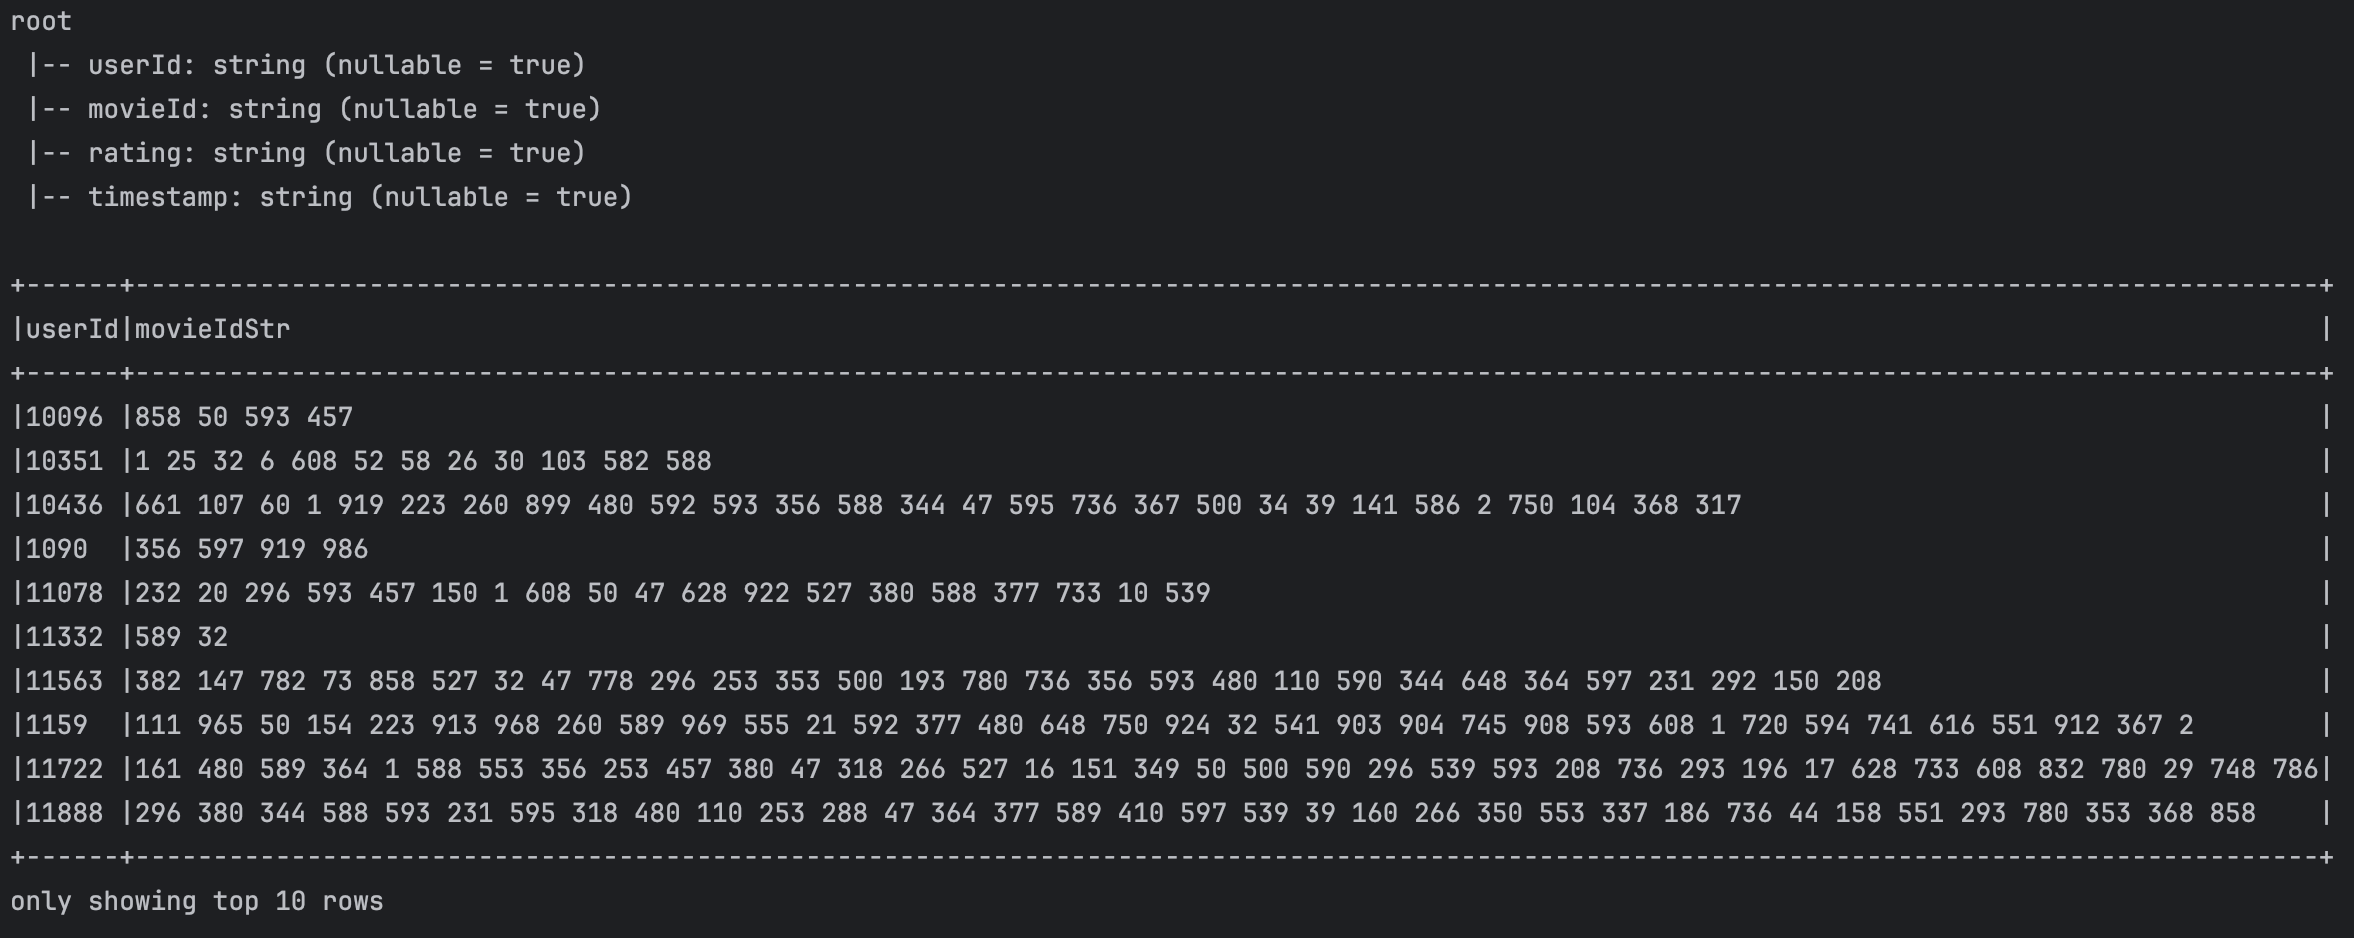 root
 |-- userId: string (nullable = true)
 |-- movieId: string (nullable = true)
 |-- rating: string (nullable = true)
 |-- timestamp: string (nullable = true)

+------+--------------------------------------------------------------------------------------------------------------------------------------------+
|userId|movieIdStr                                                                                                                                  |
+------+--------------------------------------------------------------------------------------------------------------------------------------------+
|10096 |858 50 593 457                                                                                                                              |
|10351 |1 25 32 6 608 52 58 26 30 103 582 588                                                                                                       |
|10436 |661 107 60 1 919 223 260 899 480 592 593 356 588 344 47 595 736 367 500 34 39 141 586 2 750 104 368 317                                     |
|1090  |356 597 919 986                                                                                                                             |
|11078 |232 20 296 593 457 150 1 608 50 47 628 922 527 380 588 377 733 10 539                                                                       |
|11332 |589 32                                                                                                                                      |
|11563 |382 147 782 73 858 527 32 47 778 296 253 353 500 193 780 736 356 593 480 110 590 344 648 364 597 231 292 150 208                            |
|1159  |111 965 50 154 223 913 968 260 589 969 555 21 592 377 480 648 750 924 32 541 903 904 745 908 593 608 1 720 594 741 616 551 912 367 2        |
|11722 |161 480 589 364 1 588 553 356 253 457 380 47 318 266 527 16 151 349 50 500 590 296 539 593 208 736 293 196 17 628 733 608 832 780 29 748 786|
|11888 |296 380 344 588 593 231 595 318 480 110 253 288 47 364 377 589 410 597 539 39 160 266 350 553 337 186 736 44 158 551 293 780 353 368 858    |
+------+--------------------------------------------------------------------------------------------------------------------------------------------+
only showing top 10 rows